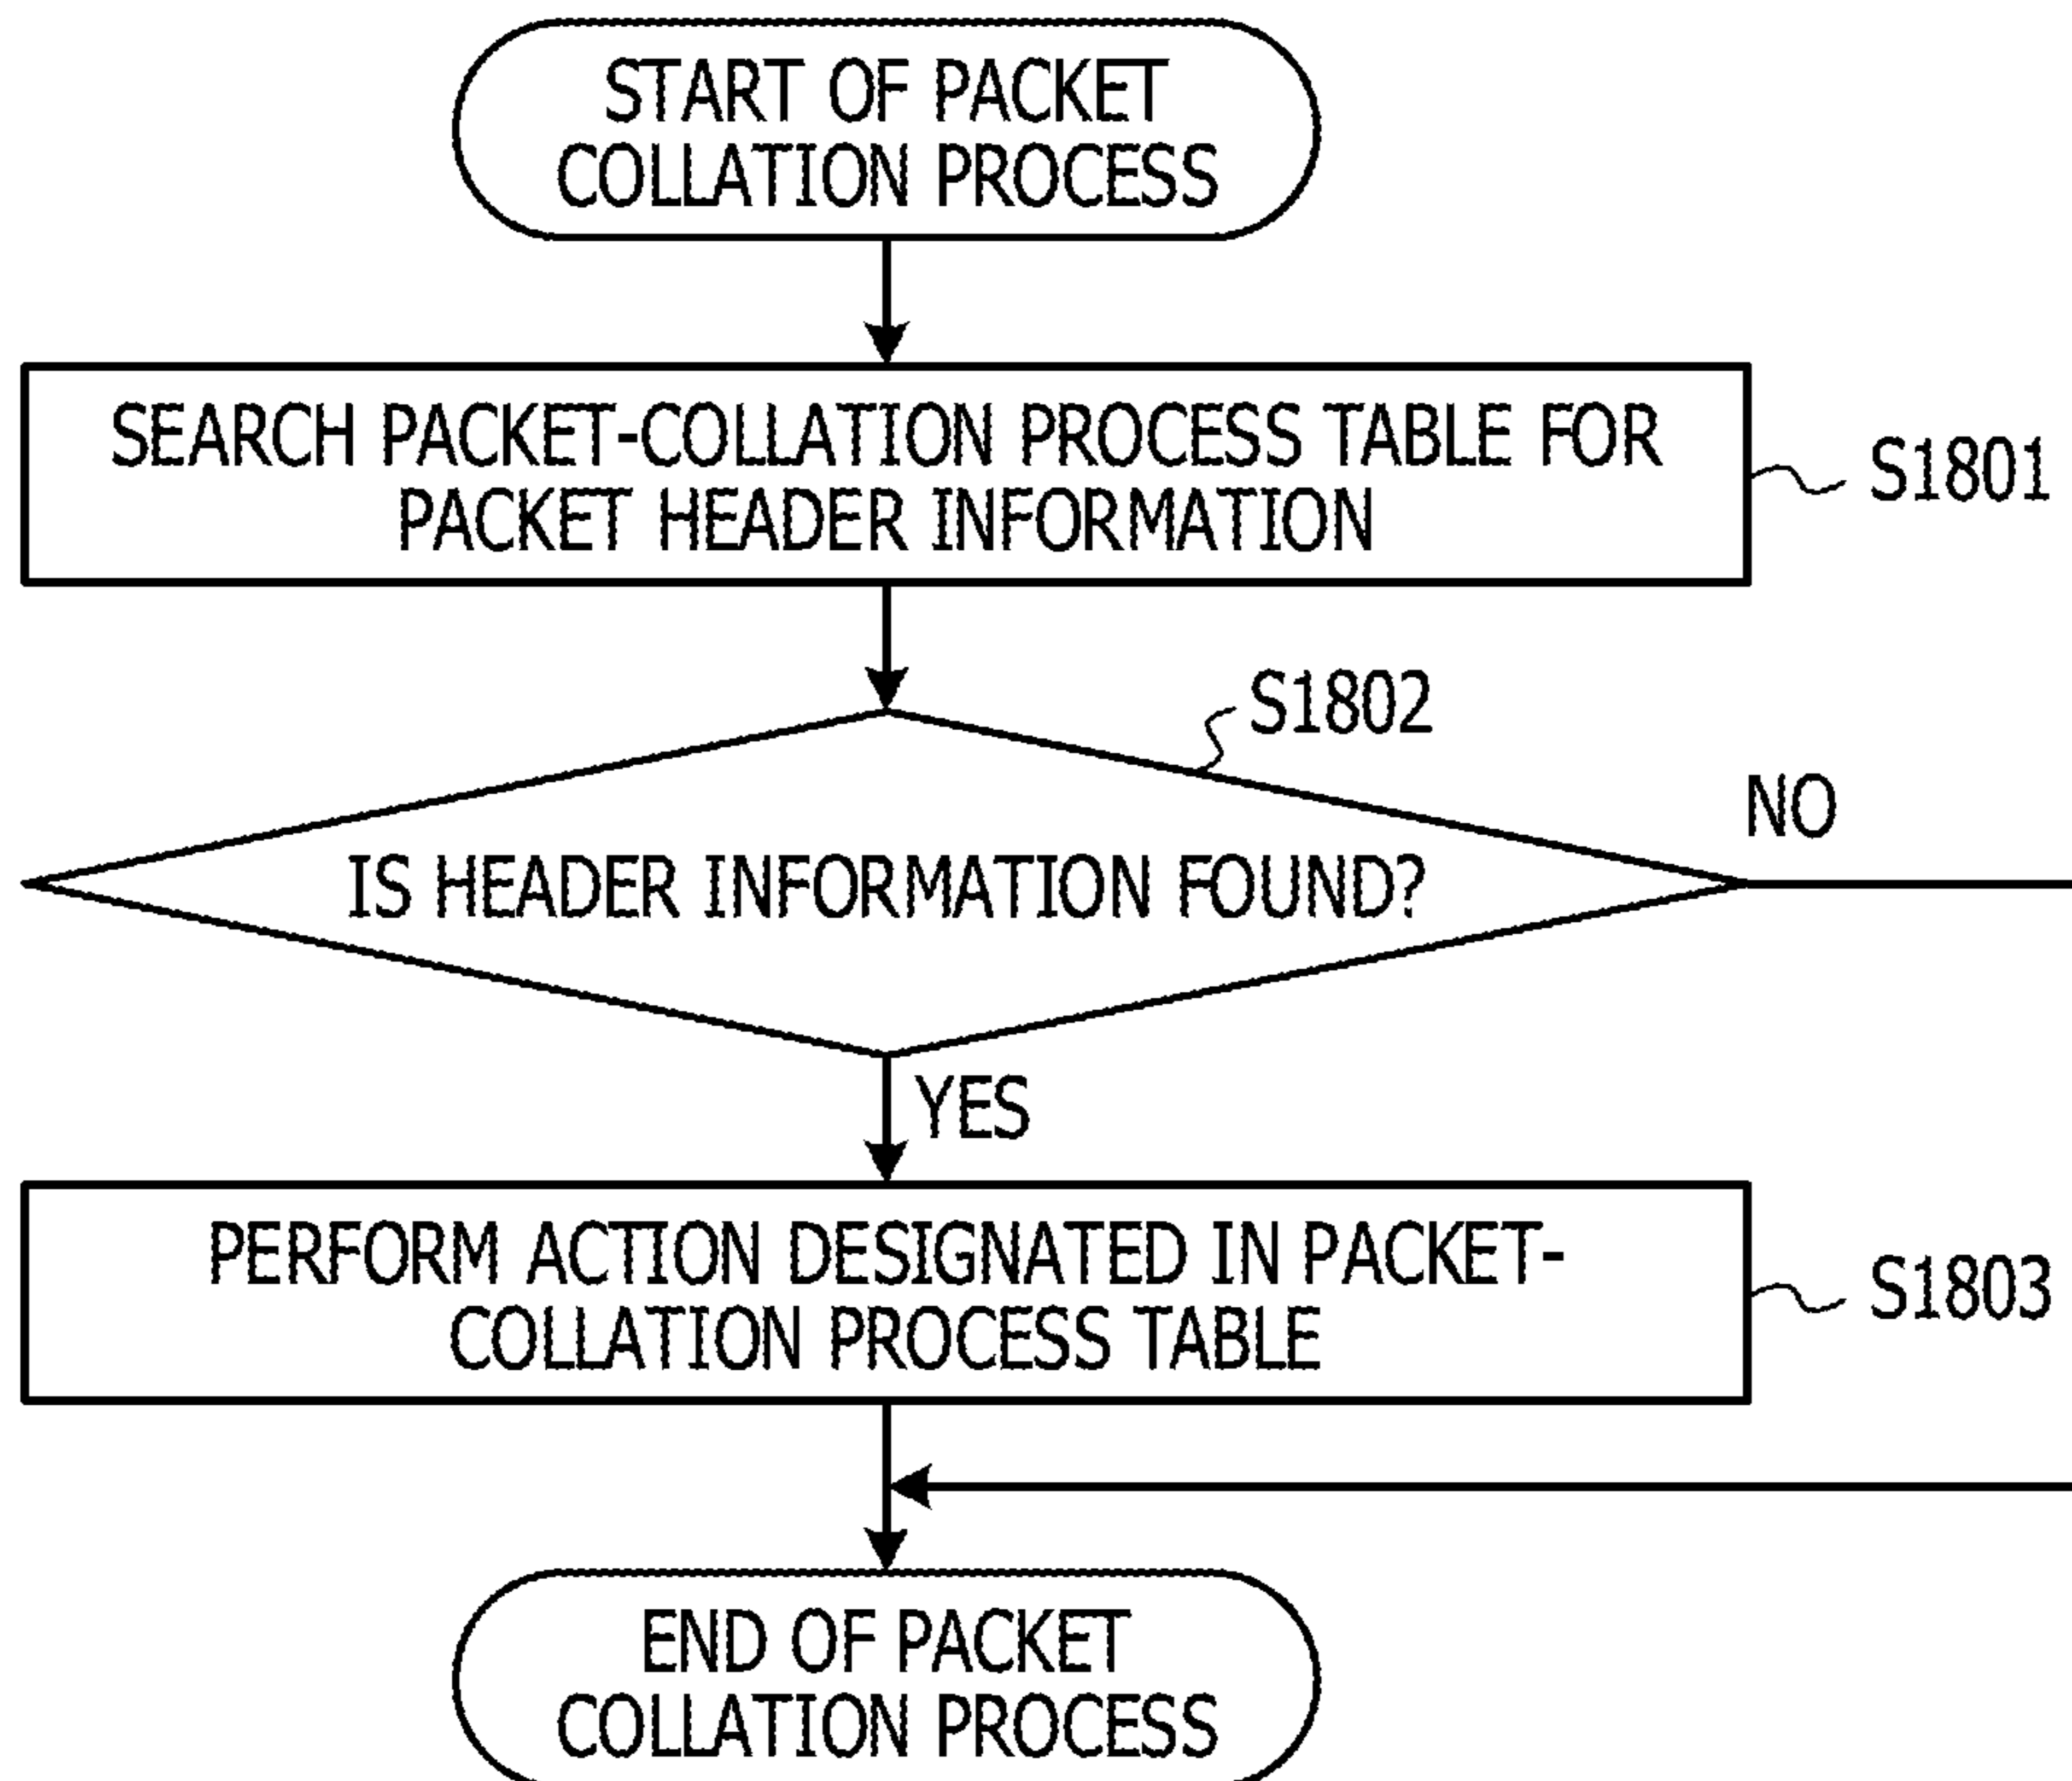 START OF PACKET
COLLATION PROCESS
SEARCH PACKET-COLLATION PROCESS TABLE FOR
PACKET HEADER INFORMATION
S1801
S1802
NO
IS HEADER INFORMATION FOUND?
YES
PERFORM ACTION DESIGNATED IN PACKET-
COLLATION PROCESS TABLE
S1803
END OF PACKET
COLLATION PROCESS